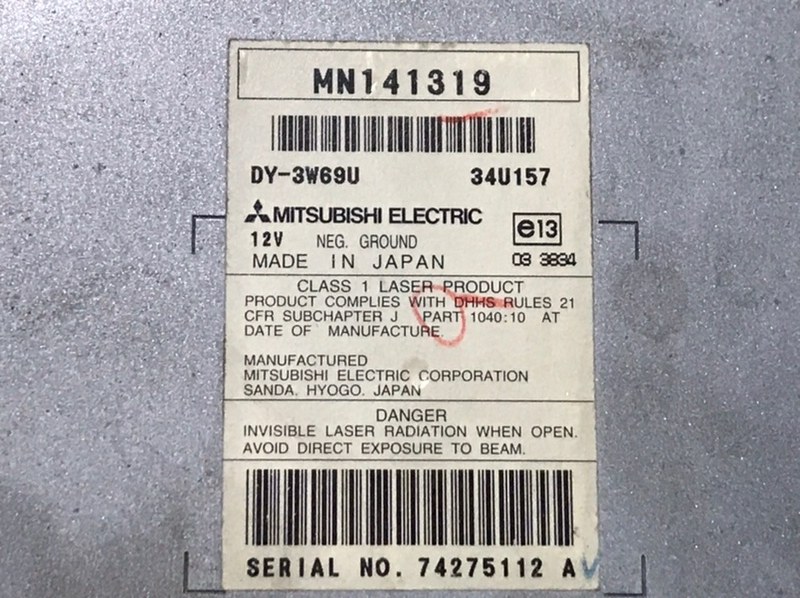 MN141319
DY-3W69U 34U157
MITSUBISHI ELECTRIC e13
12V NEG. GROUND
MADE IN JAPAN 03 3834
CLASS 1 LASER PRODUCT
PRODUCT COMPLIES WITH DHHS RULES 21
CFR SUBCHAPTER J PART 1040:10 AT
DATE OF MANUFACTURE.
MANUFACTURED
MITSUBISHI ELECTRIC CORPORATION
SANDA. HYOGO. JAPAN
DANGER
INVISIBLE LASER RADIATION WHEN OPEN.
AVOID DIRECT EXPOSURE TO BEAM.
SERIAL NO. 74275112 A